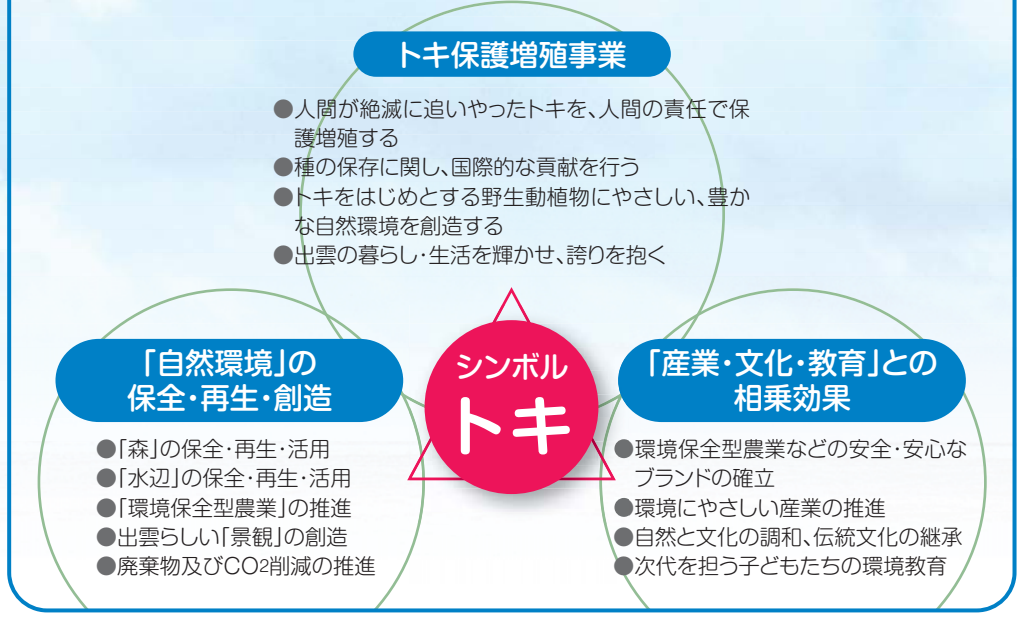 トキ保護増殖事業
●人間が絶滅に追いやったトキを、人間の責任で保
護増殖する
●種の保存に関し、国際的な貢献を行う
●トキをはじめとする野生動植物にやさしい、豊か
な自然環境を創造する
●出雲の暮らし・生活を輝かせ、誇りを抱く
シンボル
トキ
「自然環境」の
保全・再生・創造
●「森」の保全・再生・活用
●「水辺」の保全・再生・活用
●「環境保全型農業」の推進
●出雲らしい「景観」の創造
●廃棄物及びCO2削減の推進
「産業・文化・教育」との
相乗効果
●環境保全型農業などの安全・安心な
ブランドの確立
●環境にやさしい産業の推進
●自然と文化の調和、伝統文化の継承
●次代を担う子どもたちの環境教育